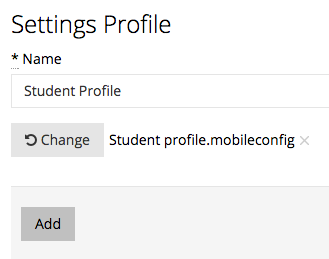 Settings Profile
* Name
Student Profile
Change Student profile.mobileconfig ×
Add